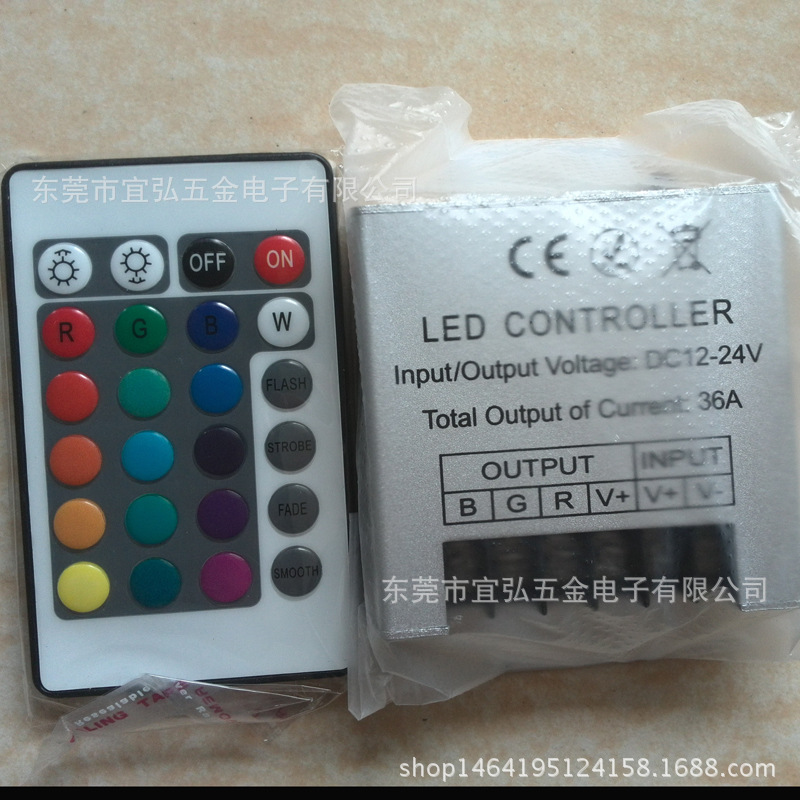 东莞市宜弘五金电子有限公司
OFF ON
R G B W
FLASH
STROBE
FADE
SMOOTH
CE
LED CONTROLLER
Input/Output Voltage: DC12-24V
Total Output of Current: 36A
OUTPUT INPUT
B G R V+ V+ V-
东莞市宜弘五金电子有限公司
LING TA
shop1464195124158.1688.com